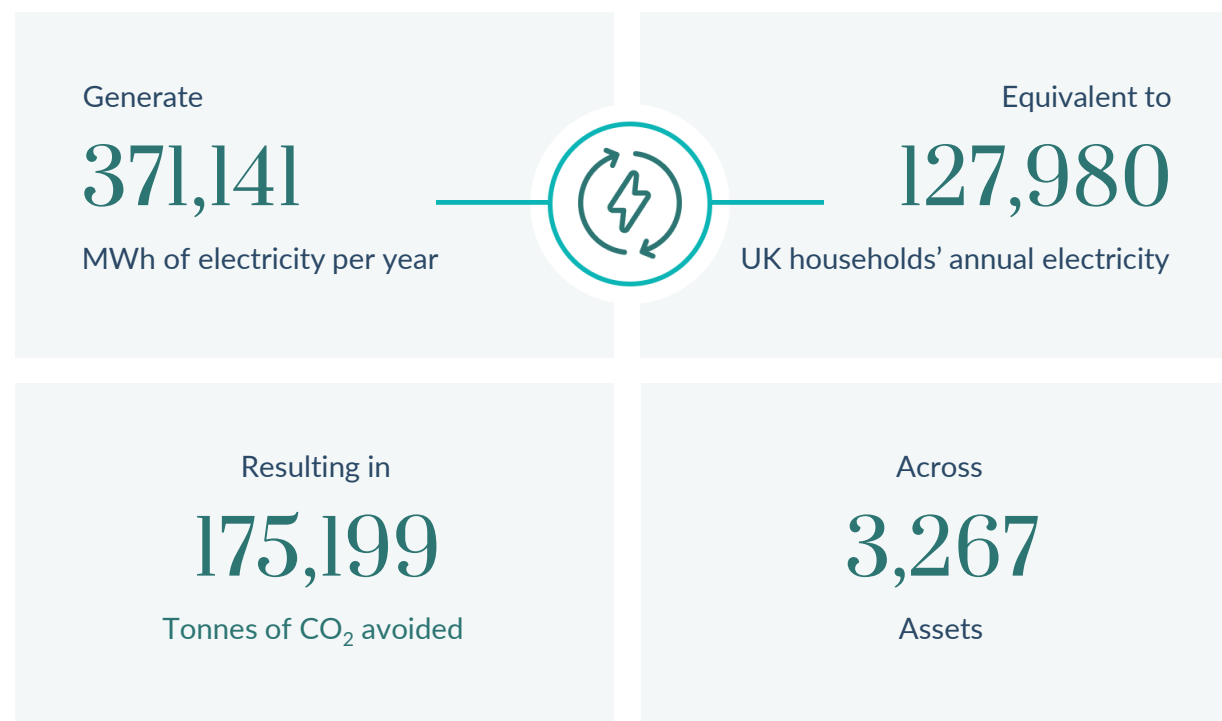 Generate
371,141
MWh of electricity per year
Equivalent to
127,980
UK households’ annual electricity
Resulting in
175,199
Tonnes of CO₂ avoided
Across
3,267
Assets